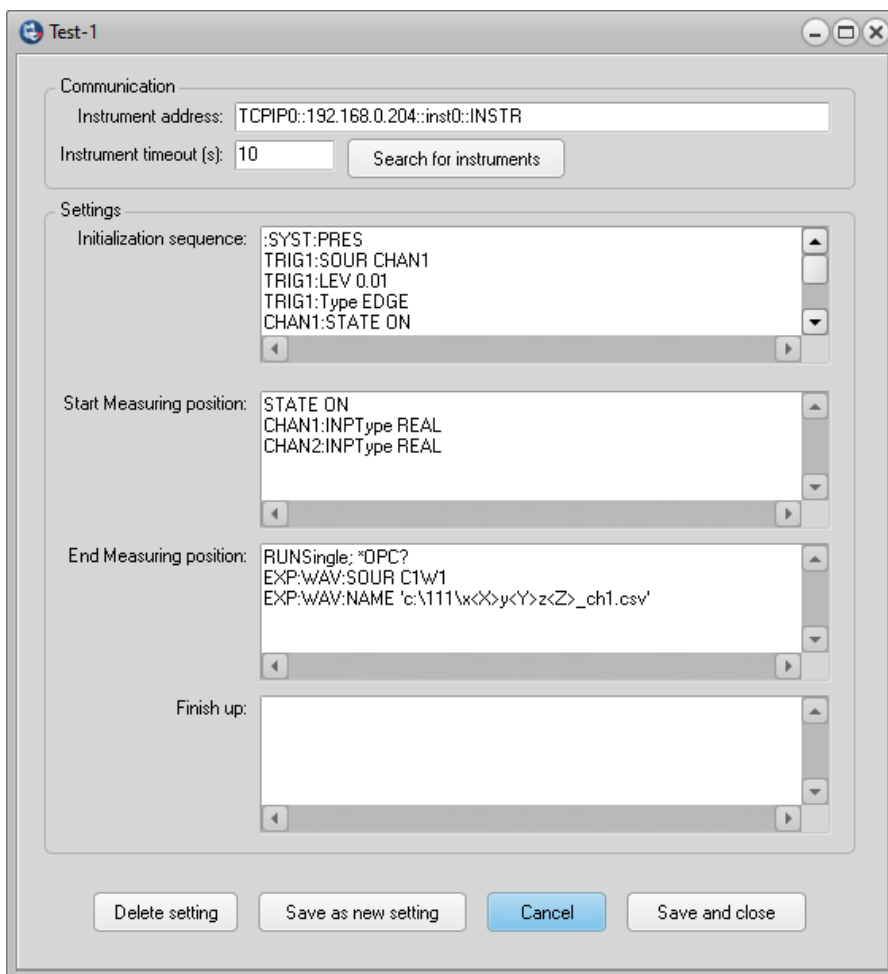 Test-1
Communication
Instrument address: TCPIP0::192.168.0.204::inst0::INSTR
Instrument timeout (s): 10 Search for instruments
Settings
Initialization sequence: :SYST:PRES
TRIG1:SOUR CHAN1
TRIG1:LEV 0.01
TRIG1:Type EDGE
CHAN1:STATE ON
Start Measuring position: STATE ON
CHAN1:INPType REAL
CHAN2:INPType REAL
End Measuring position: RUNSingle; *OPC?
EXP:WAV:SOUR C1W1
EXP:WAV:NAME 'c:\111\x<X>y<Y>z<Z>_ch1.csv'
Finish up:
Delete setting Save as new setting Cancel Save and close